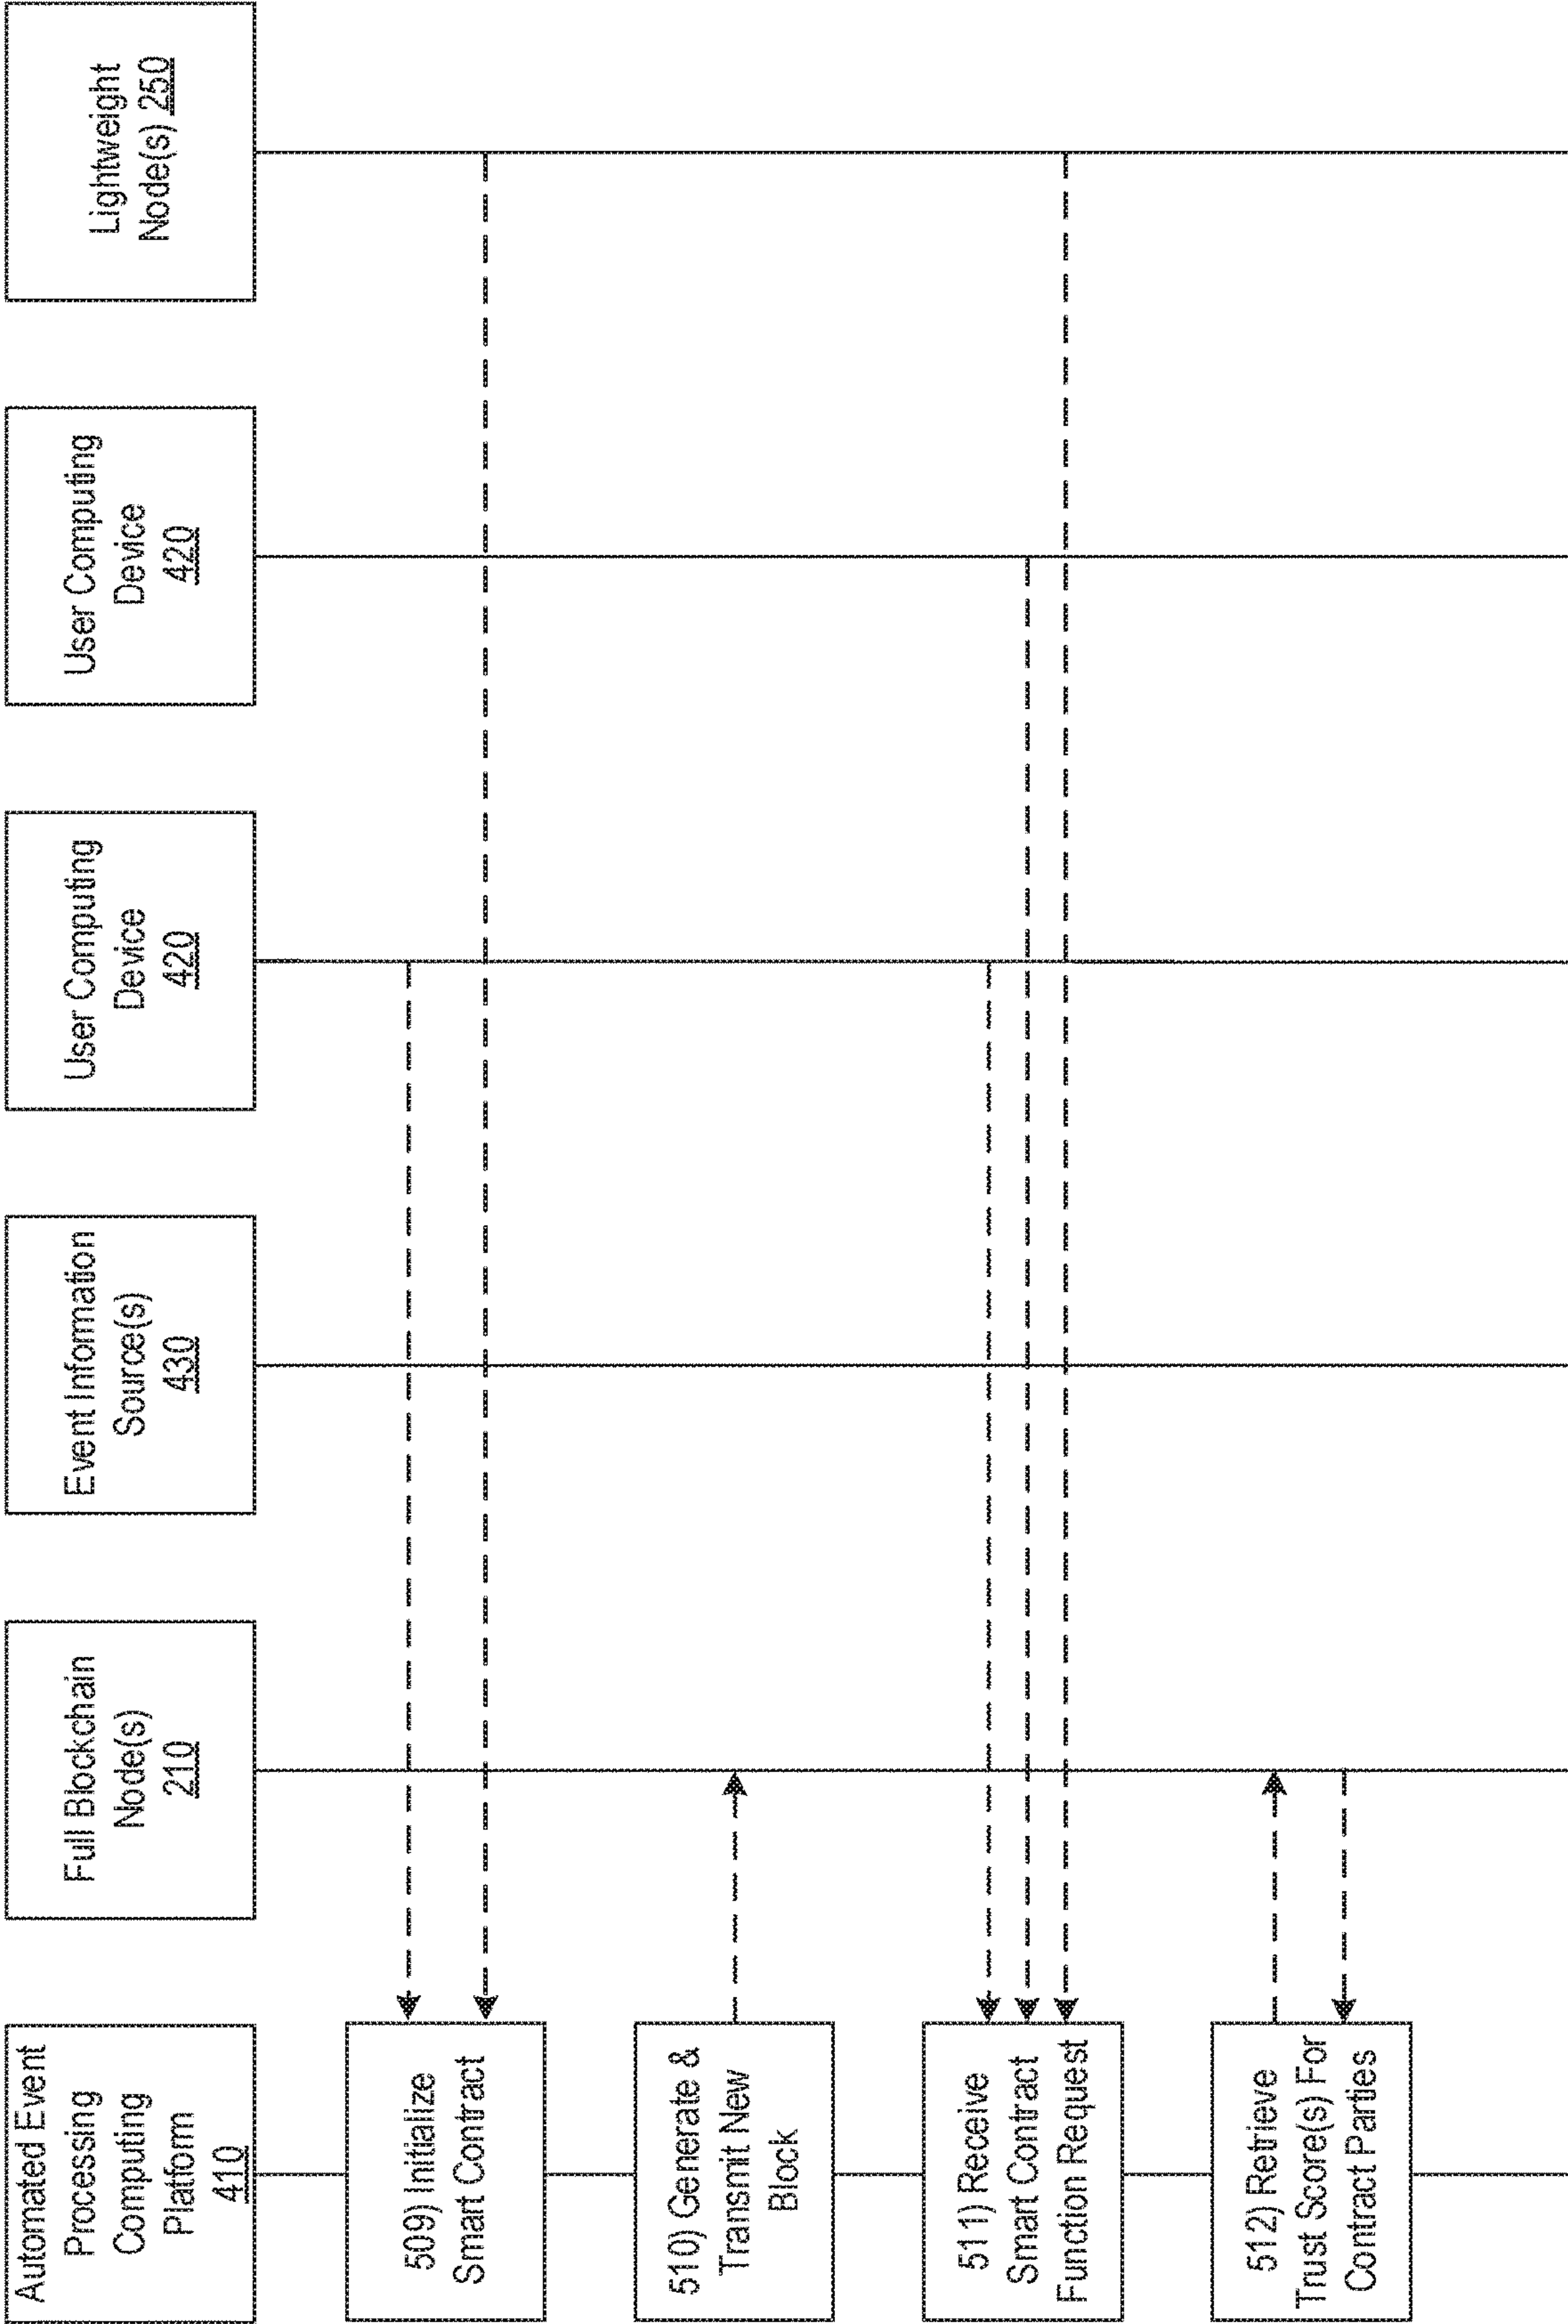 Automated Event
Processing
Computing
Platform
410
Full Blockchain
Node(s)
210
Event Information
Source(s)
430
User Computing
Device
420
User Computing
Device
420
Lightweight
Node(s) 250
509) Initialize
Smart Contract
510) Generate &
Transmit New
Block
511) Receive
Smart Contract
Function Request
512) Retrieve
Trust Score(s) For
Contract Parties